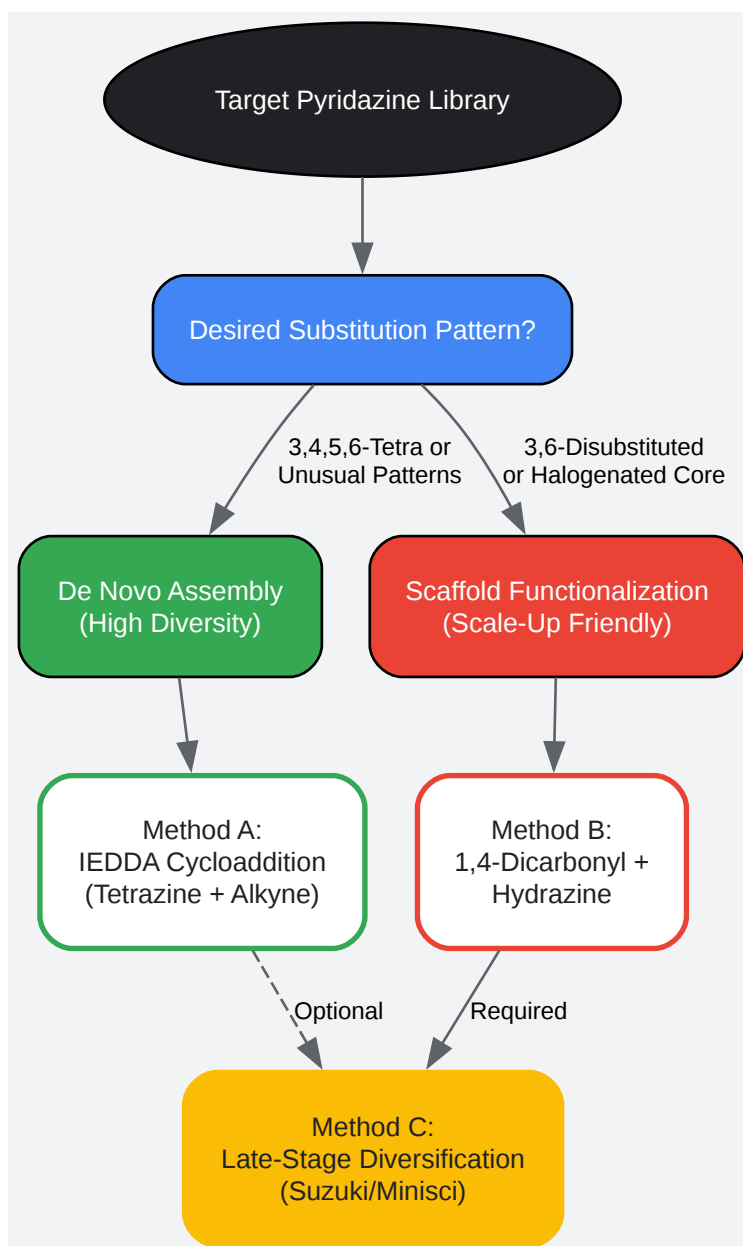 Target Pyridazine Library
Desired Substitution Pattern?
3,4,5,6-Tetra or
Unusual Patterns
3,6-Disubstituted
or Halogenated Core
De Novo Assembly
(High Diversity)
Scaffold Functionalization
(Scale-Up Friendly)
Method A:
IEDDA Cycloaddition
(Tetrazine + Alkyne)
Method B:
1,4-Dicarbonyl +
Hydrazine
Optional
Required
Method C:
Late-Stage Diversification
(Suzuki/Minisci)